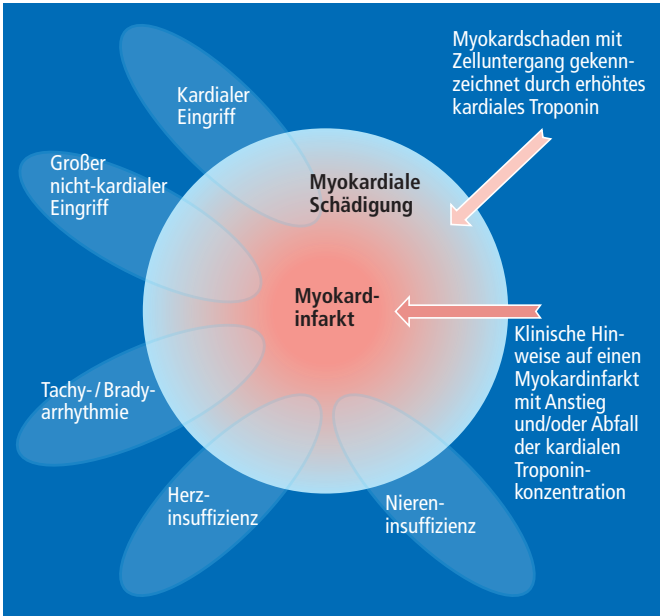 Myokardschaden mit
Zelluntergang gekenn-
zeichnet durch erhöhtes
kardiales Troponin
Kardialer
Eingriff
Großer
nicht-kardialer
Eingriff
Myokardiale
Schädigung
Myokard-
infarkt
Klinische Hin-
weise auf einen
Myokardinfarkt
mit Anstieg
und/oder Abfall
der kardialen
Troponin-
konzentration
Tachy- / Brady-
arrhythmie
Herz-
insuffizienz
Nieren-
insuffizienz